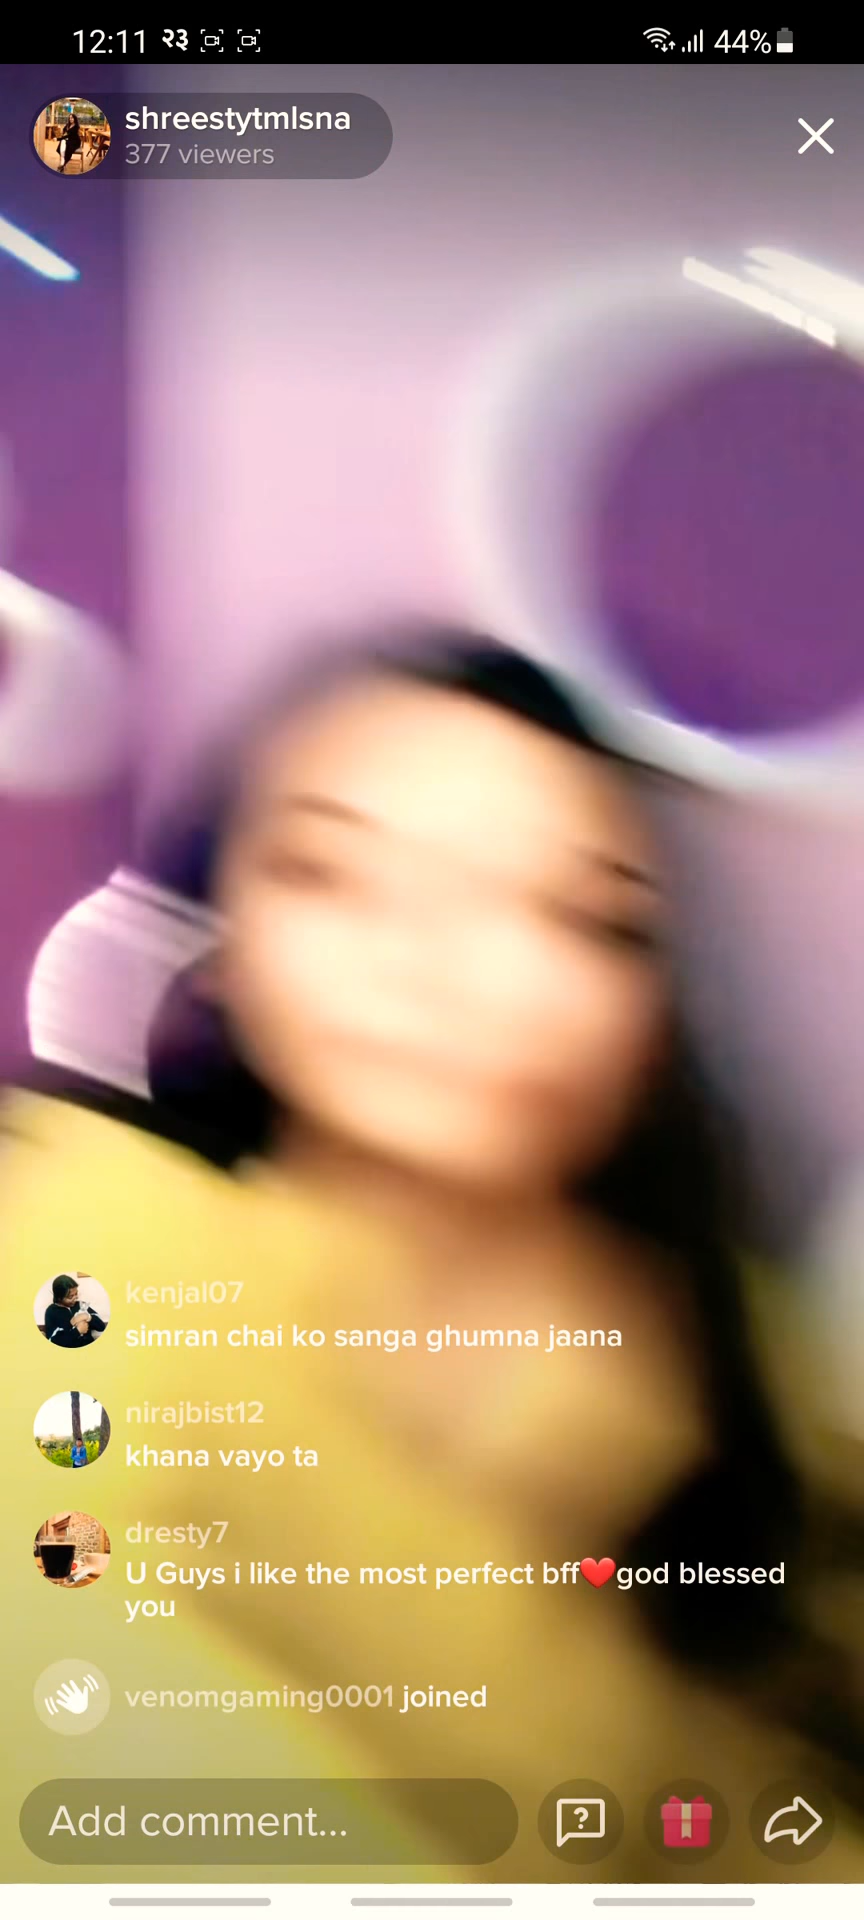 12:11 २३ 44%
shreestytmlsna
377 viewers
kenjal07
simran chai ko sanga ghumna jaana
nirajbist12
khana vayo ta
dresty7
U Guys i like the most perfect bff❤️god blessed
you
venomgaming0001 joined
Add comment...